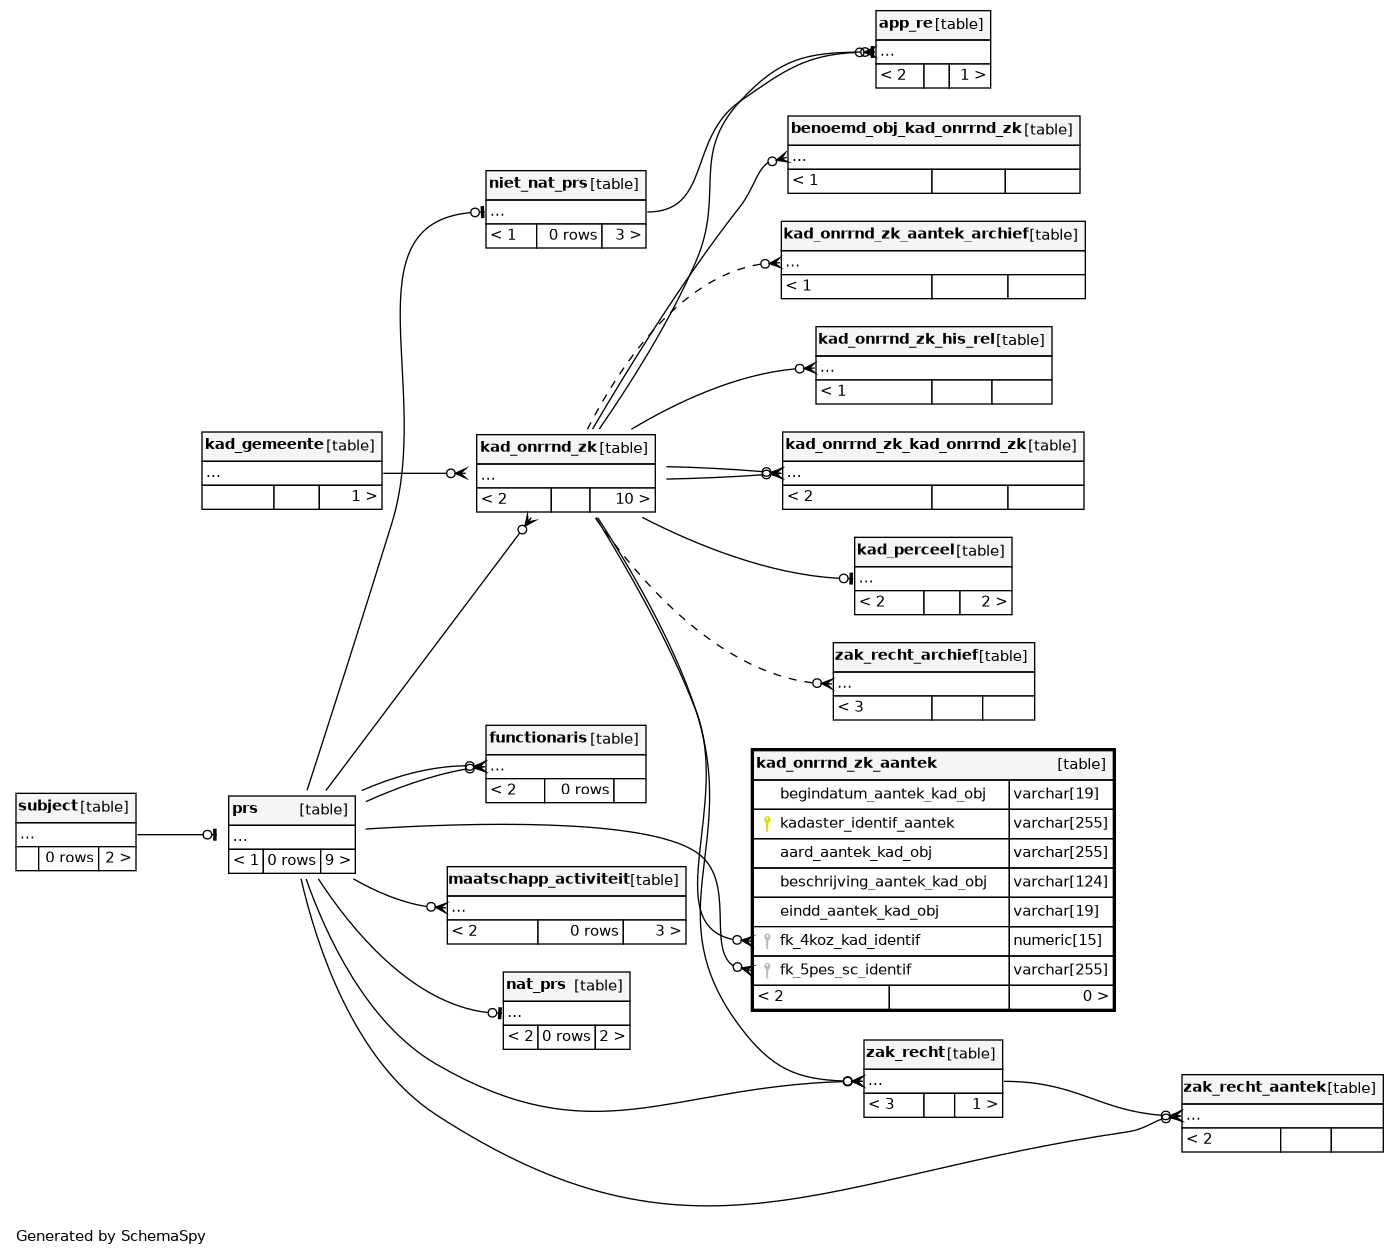 app_re [table]
...
< 2 1 >
benoemd_obj_kad_onrrnd_zk [table]
...
< 1
niet_nat_prs [table]
...
< 1 0 rows 3 >
kad_onrrnd_zk_aantek_archief [table]
...
< 1
kad_onrrnd_zk_his_rel [table]
...
< 1
kad_gemeente [table]
...
1 >
kad_onrrnd_zk [table]
...
< 2 10 >
kad_onrrnd_zk_kad_onrrnd_zk [table]
...
< 2
kad_perceel [table]
...
< 2 2 >
zak_recht_archief [table]
...
< 3
functionaris [table]
...
< 2 0 rows
kad_onrrnd_zk_aantek [table]
begindatum_aantek_kad_obj varchar[19]
kadaster_identif_aantek varchar[255]
aard_aantek_kad_obj varchar[255]
beschrijving_aantek_kad_obj varchar[124]
eindd_aantek_kad_obj varchar[19]
fk_4koz_kad_identif numeric[15]
fk_5pes_sc_identif varchar[255]
< 2 0 >
subject [table]
...
0 rows 2 >
prs [table]
...
< 1 0 rows 9 >
maatschapp_activiteit [table]
...
< 2 0 rows 3 >
nat_prs [table]
...
< 2 0 rows 2 >
zak_recht [table]
...
< 3 1 >
zak_recht_aantek [table]
...
< 2
Generated by SchemaSpy